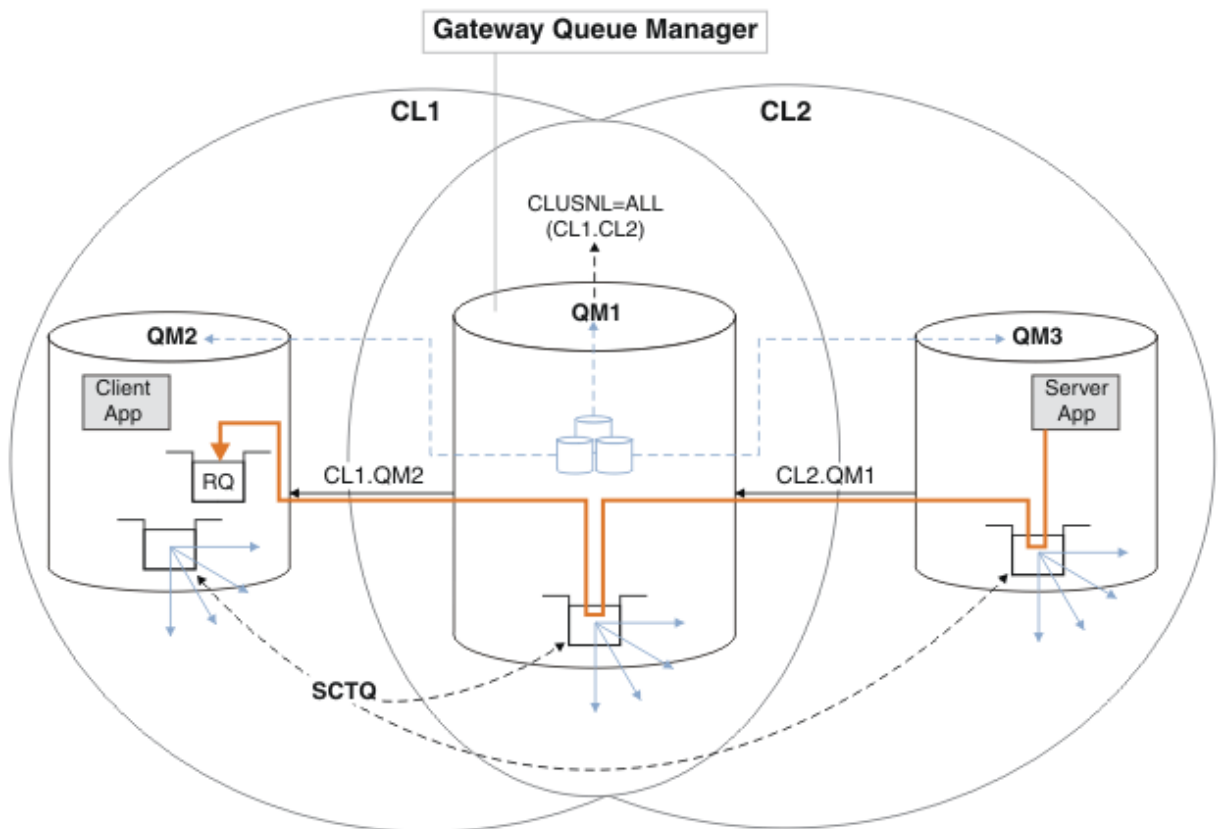 Gateway Queue Manager
CL1
CL2
CLUSNL=ALL
(CL1.CL2)
QM2
QM1
QM3
Client
App
Server
App
RQ
CL1.QM2
CL2.QM1
SCTQ